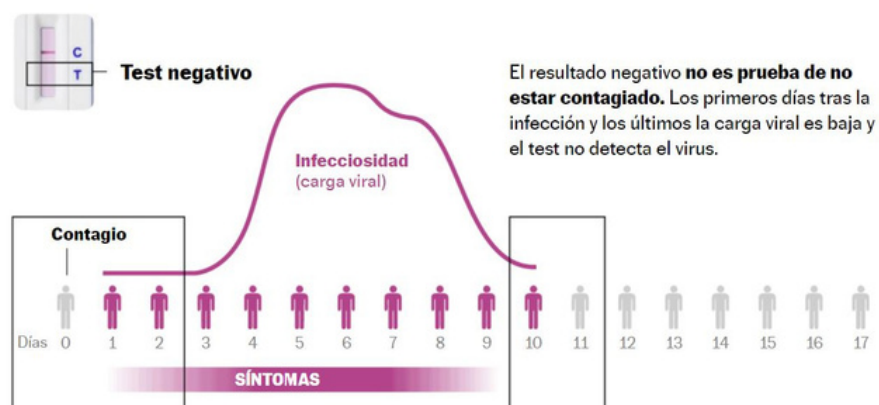 C
T
Test negativo
El resultado negativo no es prueba de no
estar contagiado. Los primeros días tras la
infección y los últimos la carga viral es baja y
el test no detecta el virus.
Infecciosidad
(carga viral)
Contagio
Días 0 1 2 3 4 5 6 7 8 9 10 11 12 13 14 15 16 17
SÍNTOMAS